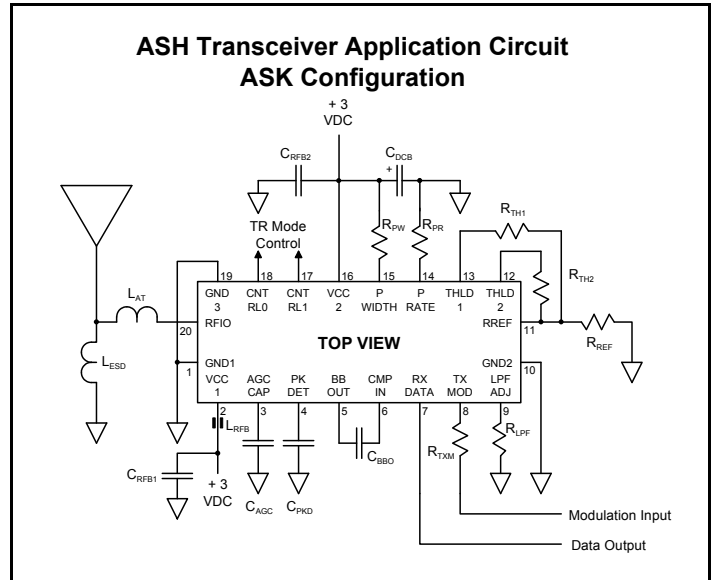 ASH Transceiver Application Circuit
ASK Configuration
+ 3
VDC
CRFB2
CDCB
+
TR Mode
Control
RPW
RPR
RTH1
19
18
17
16
15
14
13
12
GND
3
CNT
RL0
CNT
RL1
VCC
2
P
WIDTH
P
RATE
THLD
1
THLD
2
RTH2
LAT
20
RFIO
RREF
11
RREF
TOP VIEW
LESD
1
GND1
GND2
10
VCC
1
AGC
CAP
PK
DET
BB
OUT
CMP
IN
RX
DATA
TX
MOD
LPF
ADJ
2
3
4
5
6
7
8
9
LRFB
CBBO
RTXM
RLPF
CRFB1
+ 3
VDC
CAGC
CPKD
Modulation Input
Data Output